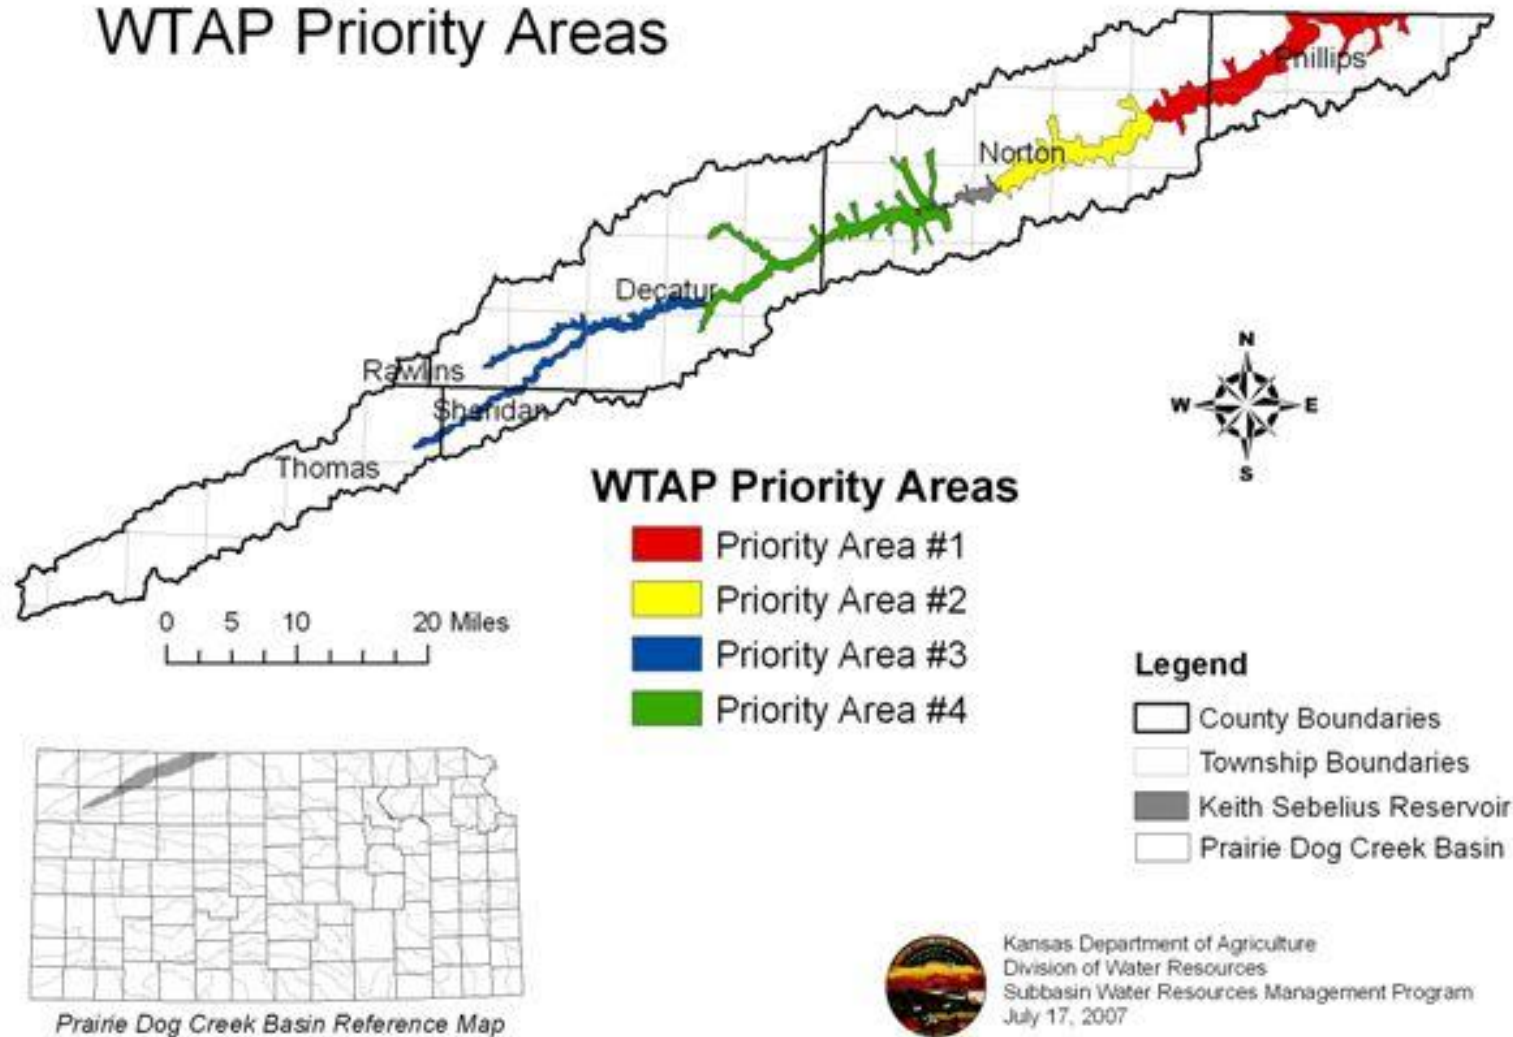 WTAP Priority Areas
Phillips
Norton
Decatur
Rawlins
Sheridan
Thomas
N
W
E
S
WTAP Priority Areas
Priority Area #1
Priority Area #2
Priority Area #3
Priority Area #4
0 5 10 20 Miles
Legend
County Boundaries
Township Boundaries
Keith Sebelius Reservoir
Prairie Dog Creek Basin
Prairie Dog Creek Basin Reference Map
Kansas Department of Agriculture
Division of Water Resources
Subbasin Water Resources Management Program
July 17, 2007